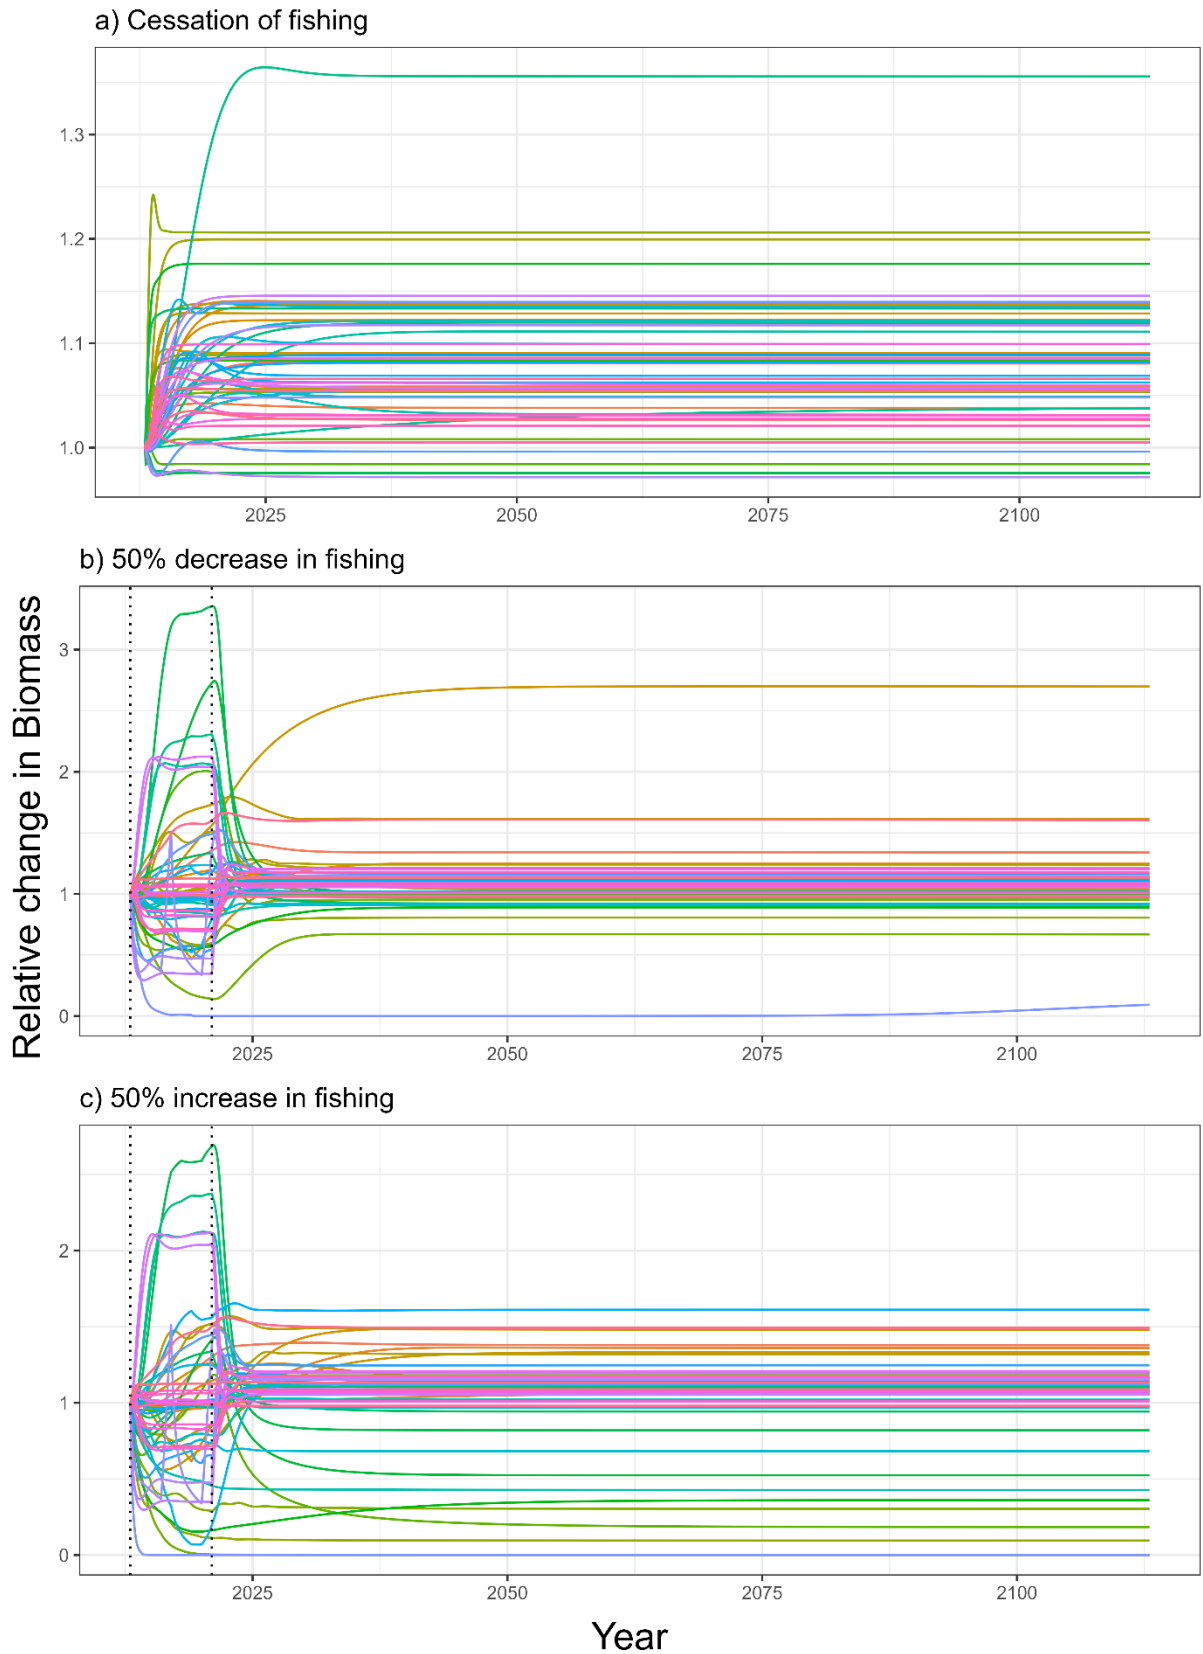 a) Cessation of fishing
1.3
1.2
1.1
1.0
2025 2050 2075 2100
b) 50% decrease in fishing
Relative change in Biomass
3
2
1
0
2025 2050 2075 2100
c) 50% increase in fishing
2
1
0
2025 2050 2075 2100
Year